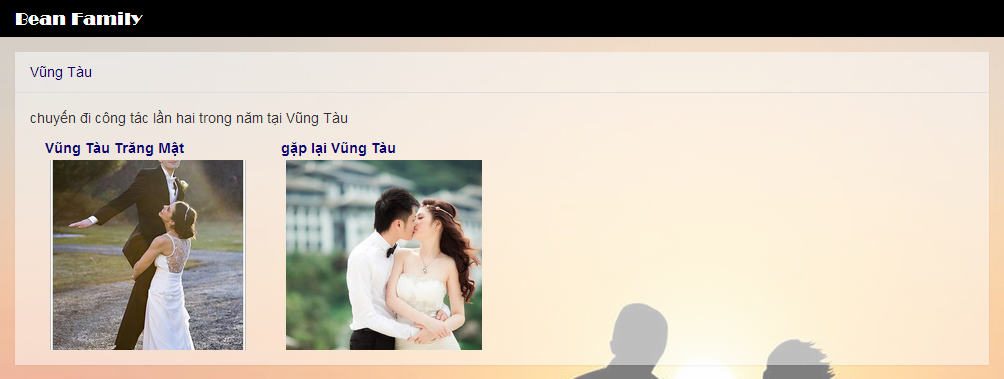 Bean Family
Vũng Tàu
chuyến đi công tác lần hai trong năm tại Vũng Tàu
Vũng Tàu Trăng Mật
gặp lại Vũng Tàu